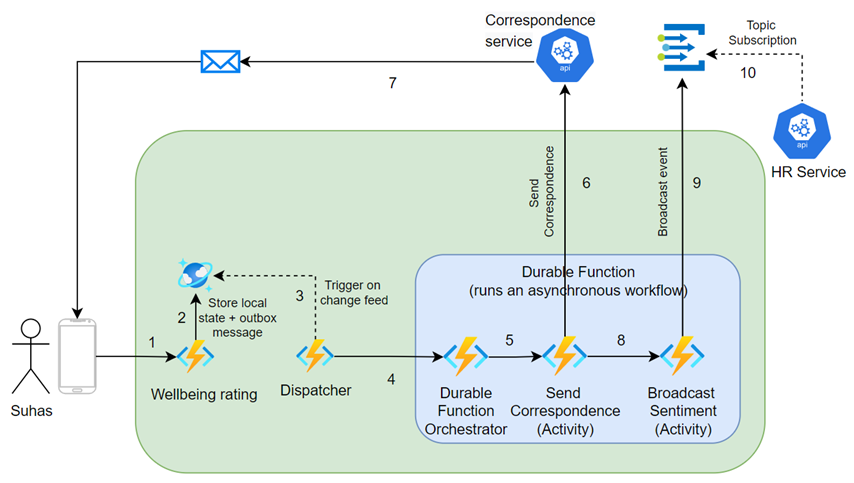 Correspondence
service
api
Topic
Subscription
10
api
HR Service
7
Send
Correspondence
6
Broadcast event
9
Durable Function
(runs an asynchronous workflow)
Trigger on
change feed
3
2
Store local
state + outbox
message
1
4
5
8
Suhas
Wellbeing rating
Dispatcher
Durable
Function
Orchestrator
Send
Correspondence
(Activity)
Broadcast
Sentiment
(Activity)